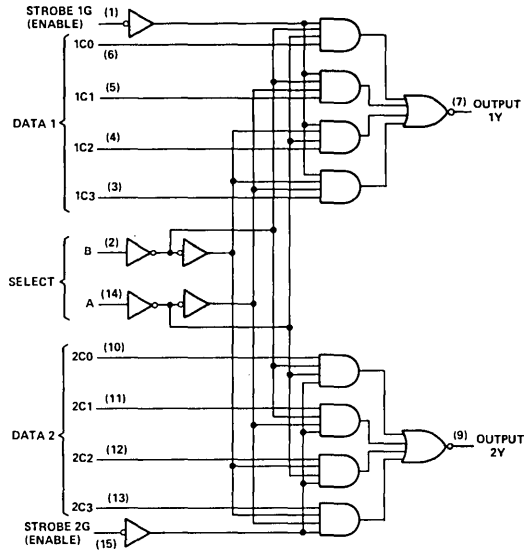 STROBE 1G (1)
(ENABLE)
1C0
(6)
1C1 (5)
DATA 1
1C2 (4)
1C3 (3)
(7) OUTPUT
1Y
B (2)
SELECT
A (14)
2C0 (10)
2C1 (11)
DATA 2
2C2 (12)
2C3 (13)
(9) OUTPUT
2Y
STROBE 2G
(ENABLE) (15)